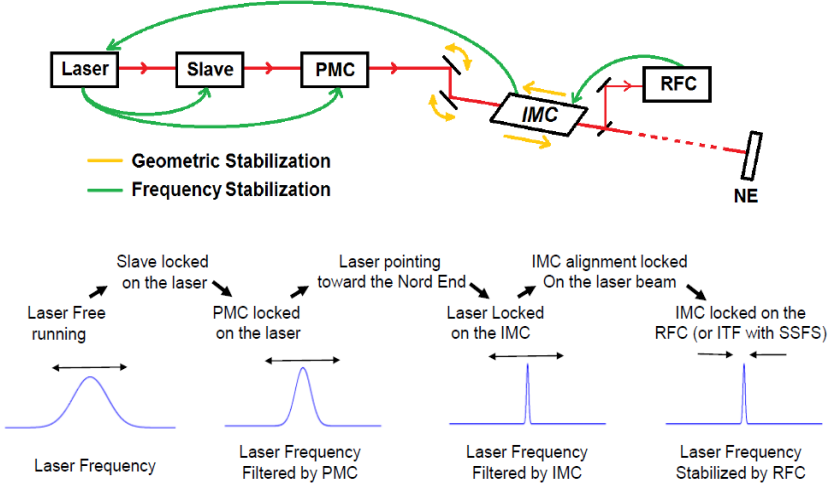 Laser
Slave
PMC
IMC
RFC
NE
Geometric Stabilization
Frequency Stabilization
Slave locked
on the laser
Laser pointing
toward the Nord End
IMC alignment locked
On the laser beam
Laser Free
running
PMC locked
on the laser
Laser Locked
on the IMC
IMC locked on the
RFC (or ITF with SSFS)
Laser Frequency
Laser Frequency
Filtered by PMC
Laser Frequency
Filtered by IMC
Laser Frequency
Stabilized by RFC